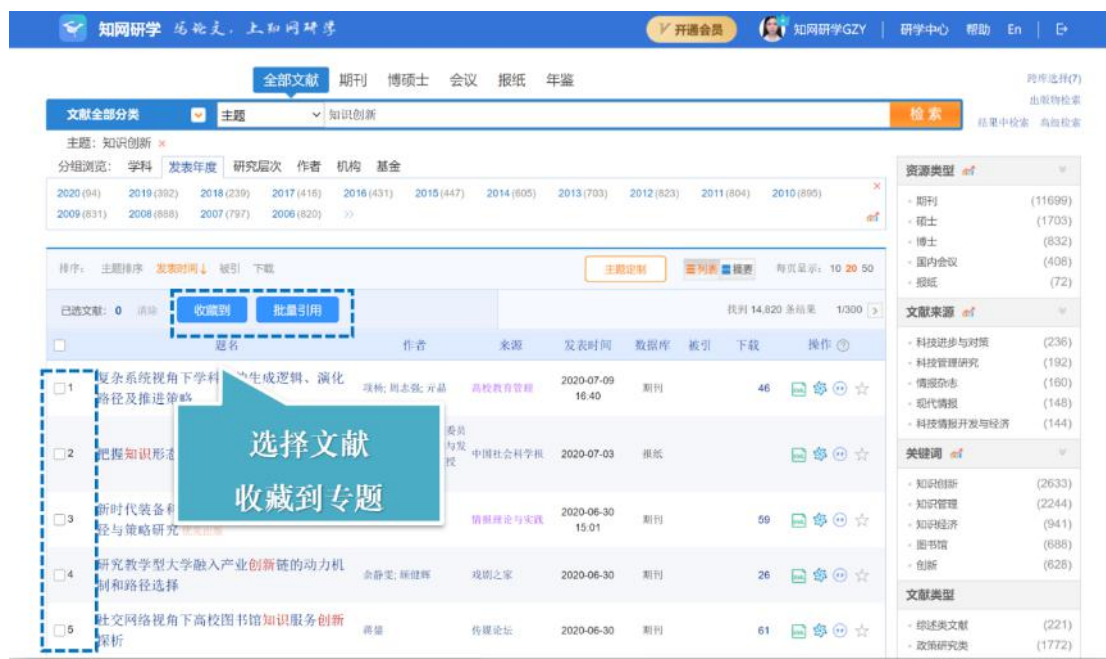 知网研学 写论文，上知网研学
开通会员 知网研学GZY 研学中心 帮助 En
全部文献 期刊 博硕士 会议 报纸 年鉴
跨库选择(7)
文献全部分类 主题 知识创新 检索
出版物检索
结果中检索 高级检索
主题：知识创新 ×
分组浏览： 学科 发表年度 研究层次 作者 机构 基金
2020 (94) 2019 (392) 2018 (239) 2017 (416) 2016 (431) 2015 (447) 2014 (605) 2013 (703) 2012 (823) 2011 (804) 2010 (895) ×
2009 (831) 2008 (888) 2007 (797) 2006 (820) >>
排序： 主题排序 发表时间↓ 被引 下载 主题定制 列表 摘要 每页显示：10 20 50
已选文献：0 清除 收藏到 批量引用 找到 14,820 条结果 1/300 >
题名 作者 来源 发表时间 数据库 被引 下载 操作
1 复杂系统视角下学科 生成逻辑、演化
路径及推进策略
项杨; 周志强; 亓晶 高校教育管理 2020-07-09
16:40 期刊 46
2 把握知识形态
中国社会科学报 2020-07-03 报纸
3 新时代装备科
径与策略研究
情报理论与实践 2020-06-30
15:01 期刊 59
4 研究教学型大学融入产业创新链的动力机
制和路径选择
余静雯; 顾健辉 戏剧之家 2020-06-30 期刊 26
5 社交网络视角下高校图书馆知识服务创新
探析
传媒论坛 2020-06-30 期刊 61
选择文献
收藏到专题
资源类型
期刊 (11699)
硕士 (1703)
博士 (832)
国内会议 (408)
报纸 (72)
文献来源
科技进步与对策 (236)
科技管理研究 (192)
情报杂志 (160)
现代情报 (148)
科技情报开发与经济 (144)
关键词
知识创新 (2633)
知识管理 (2244)
知识经济 (941)
图书馆 (688)
创新 (628)
文献类型
综述类文献 (221)
政策研究类 (1772)